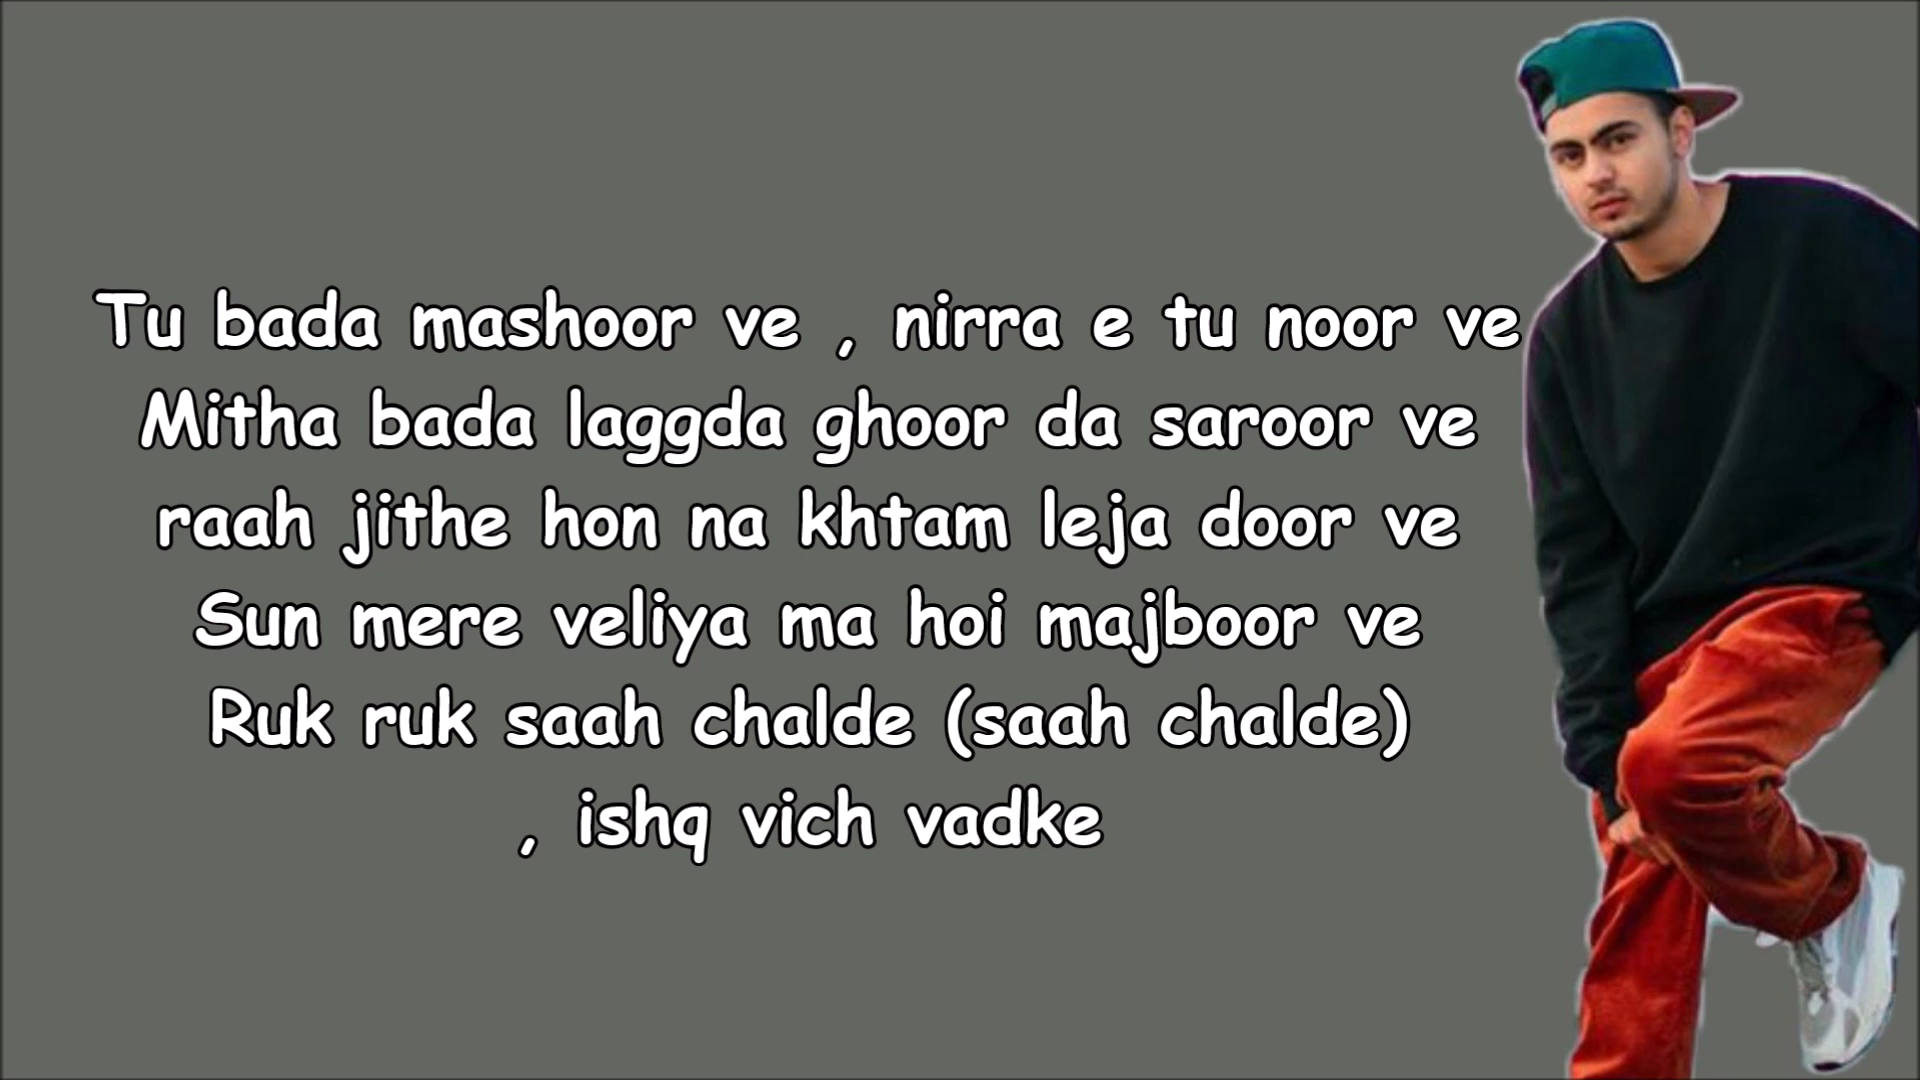 Tu bada mashoor ve , nirra e tu noor ve
Mitha bada laggda ghoor da saroor ve
raah jithe hon na khtam leja door ve
Sun mere veliya ma hoi majboor ve
Ruk ruk saah chalde (saah chalde)
, ishq vich vadke